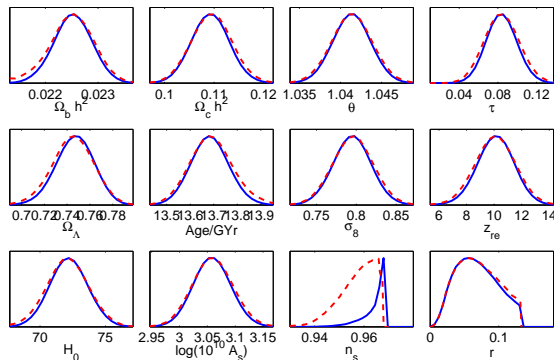 0.022 0.023
Ω_b h²
0.1 0.11 0.12
Ω_c h²
1.035 1.04 1.045
θ
0.04 0.08 0.12
τ
0.70.72 0.74 0.76 0.78
Ω_Λ
13.5 13.6 13.7 13.8 13.9
Age/GYr
0.75 0.8 0.85
σ_8
6 8 10 12 14
z_re
70 75
H_0
2.95 3 3.05 3.1 3.15
log(10^10 A_s)
0.94 0.96
n_s
0 0.1
r